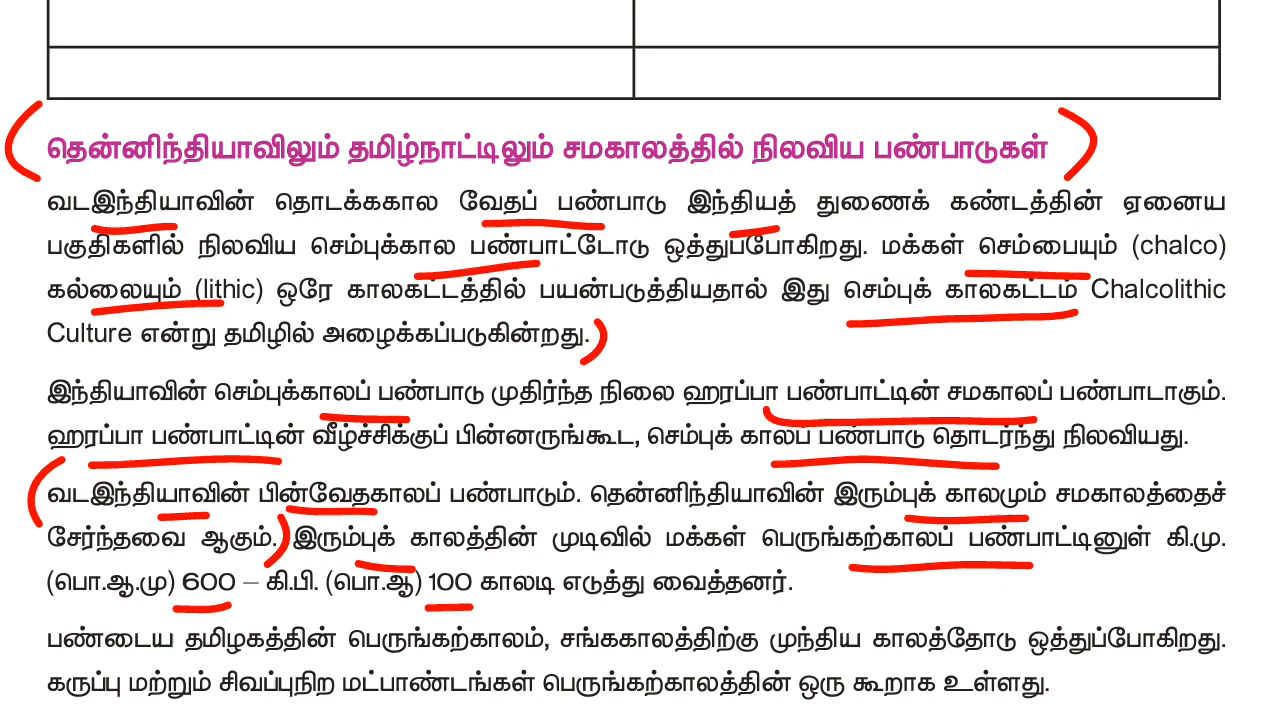 தென்னிந்தியாவிலும் தமிழ்நாட்டிலும் சமகாலத்தில் நிலவிய பண்பாடுகள்
வடஇந்தியாவின் தொடக்ககால வேதப் பண்பாடு இந்தியத் துணைக் கண்டத்தின் ஏனைய
பகுதிகளில் நிலவிய செம்புக்கால பண்பாட்டோடு ஒத்துப்போகிறது. மக்கள் செம்பையும் (chalco)
கல்லையும் (lithic) ஒரே காலகட்டத்தில் பயன்படுத்தியதால் இது செம்புக் காலகட்டம் Chalcolithic
Culture என்று தமிழில் அழைக்கப்படுகின்றது.
இந்தியாவின் செம்புக்காலப் பண்பாடு முதிர்ந்த நிலை ஹரப்பா பண்பாட்டின் சமகாலப் பண்பாடாகும்.
ஹரப்பா பண்பாட்டின் வீழ்ச்சிக்குப் பின்னருங்கூட, செம்புக் காலப் பண்பாடு தொடர்ந்து நிலவியது.
வடஇந்தியாவின் பின்வேதகாலப் பண்பாடும். தென்னிந்தியாவின் இரும்புக் காலமும் சமகாலத்தைச்
சேர்ந்தவை ஆகும். இரும்புக் காலத்தின் முடிவில் மக்கள் பெருங்கற்காலப் பண்பாட்டினுள் கி.மு.
(பொ.ஆ.மு) 600 – கி.பி. (பொ.ஆ) 100 காலடி எடுத்து வைத்தனர்.
பண்டைய தமிழகத்தின் பெருங்கற்காலம், சங்ககாலத்திற்கு முந்திய காலத்தோடு ஒத்துப்போகிறது.
கருப்பு மற்றும் சிவப்புநிற மட்பாண்டங்கள் பெருங்கற்காலத்தின் ஒரு கூறாக உள்ளது.